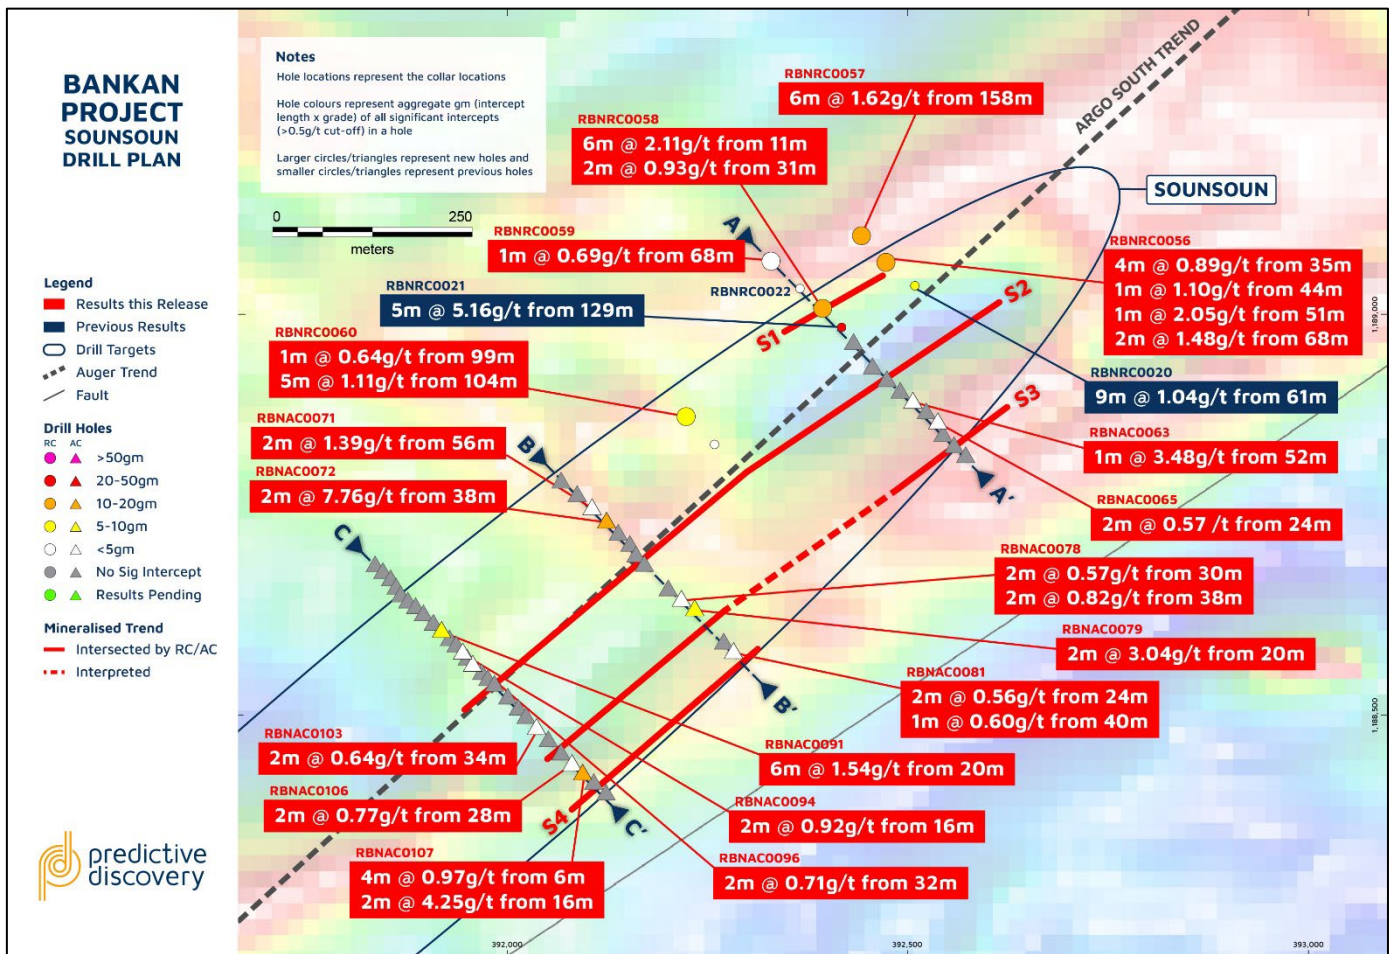 BANKAN
PROJECT
SOUNSOUN
DRILL PLAN
Notes
Hole locations represent the collar locations
Hole colours represent aggregate gm (intercept
length x grade) of all significant intercepts
(>0.5g/t cut-off) in a hole
Larger circles/triangles represent new holes and
smaller circles/triangles represent previous holes
0 250
meters
Legend
Results this Release
Previous Results
Drill Targets
Auger Trend
Fault
Drill Holes
RC AC
>50gm
20-50gm
10-20gm
5-10gm
<5gm
No Sig Intercept
Results Pending
Mineralised Trend
Intersected by RC/AC
Interpreted
predictive
discovery
ARGO SOUTH TREND
SOUNSOUN
RBNRC0057
6m @ 1.62g/t from 158m
RBNRC0058
6m @ 2.11g/t from 11m
2m @ 0.93g/t from 31m
RBNRC0059
1m @ 0.69g/t from 68m
RBNRC0021
5m @ 5.16g/t from 129m
RBNRC0022
RBNRC0056
4m @ 0.89g/t from 35m
1m @ 1.10g/t from 44m
1m @ 2.05g/t from 51m
2m @ 1.48g/t from 68m
RBNRC0020
9m @ 1.04g/t from 61m
RBNRC0060
1m @ 0.64g/t from 99m
5m @ 1.11g/t from 104m
RBNAC0063
1m @ 3.48g/t from 52m
RBNAC0071
2m @ 1.39g/t from 56m
RBNAC0072
2m @ 7.76g/t from 38m
RBNAC0065
2m @ 0.57 /t from 24m
RBNAC0078
2m @ 0.57g/t from 30m
2m @ 0.82g/t from 38m
RBNAC0079
2m @ 3.04g/t from 20m
RBNAC0081
2m @ 0.56g/t from 24m
1m @ 0.60g/t from 40m
RBNAC0103
2m @ 0.64g/t from 34m
RBNAC0091
6m @ 1.54g/t from 20m
RBNAC0106
2m @ 0.77g/t from 28m
RBNAC0094
2m @ 0.92g/t from 16m
RBNAC0107
4m @ 0.97g/t from 6m
2m @ 4.25g/t from 16m
RBNAC0096
2m @ 0.71g/t from 32m
A
A'
B
B'
C
C'
S1
S2
S3
S4
1,189,000
1,188,500
392,000
392,500
393,000